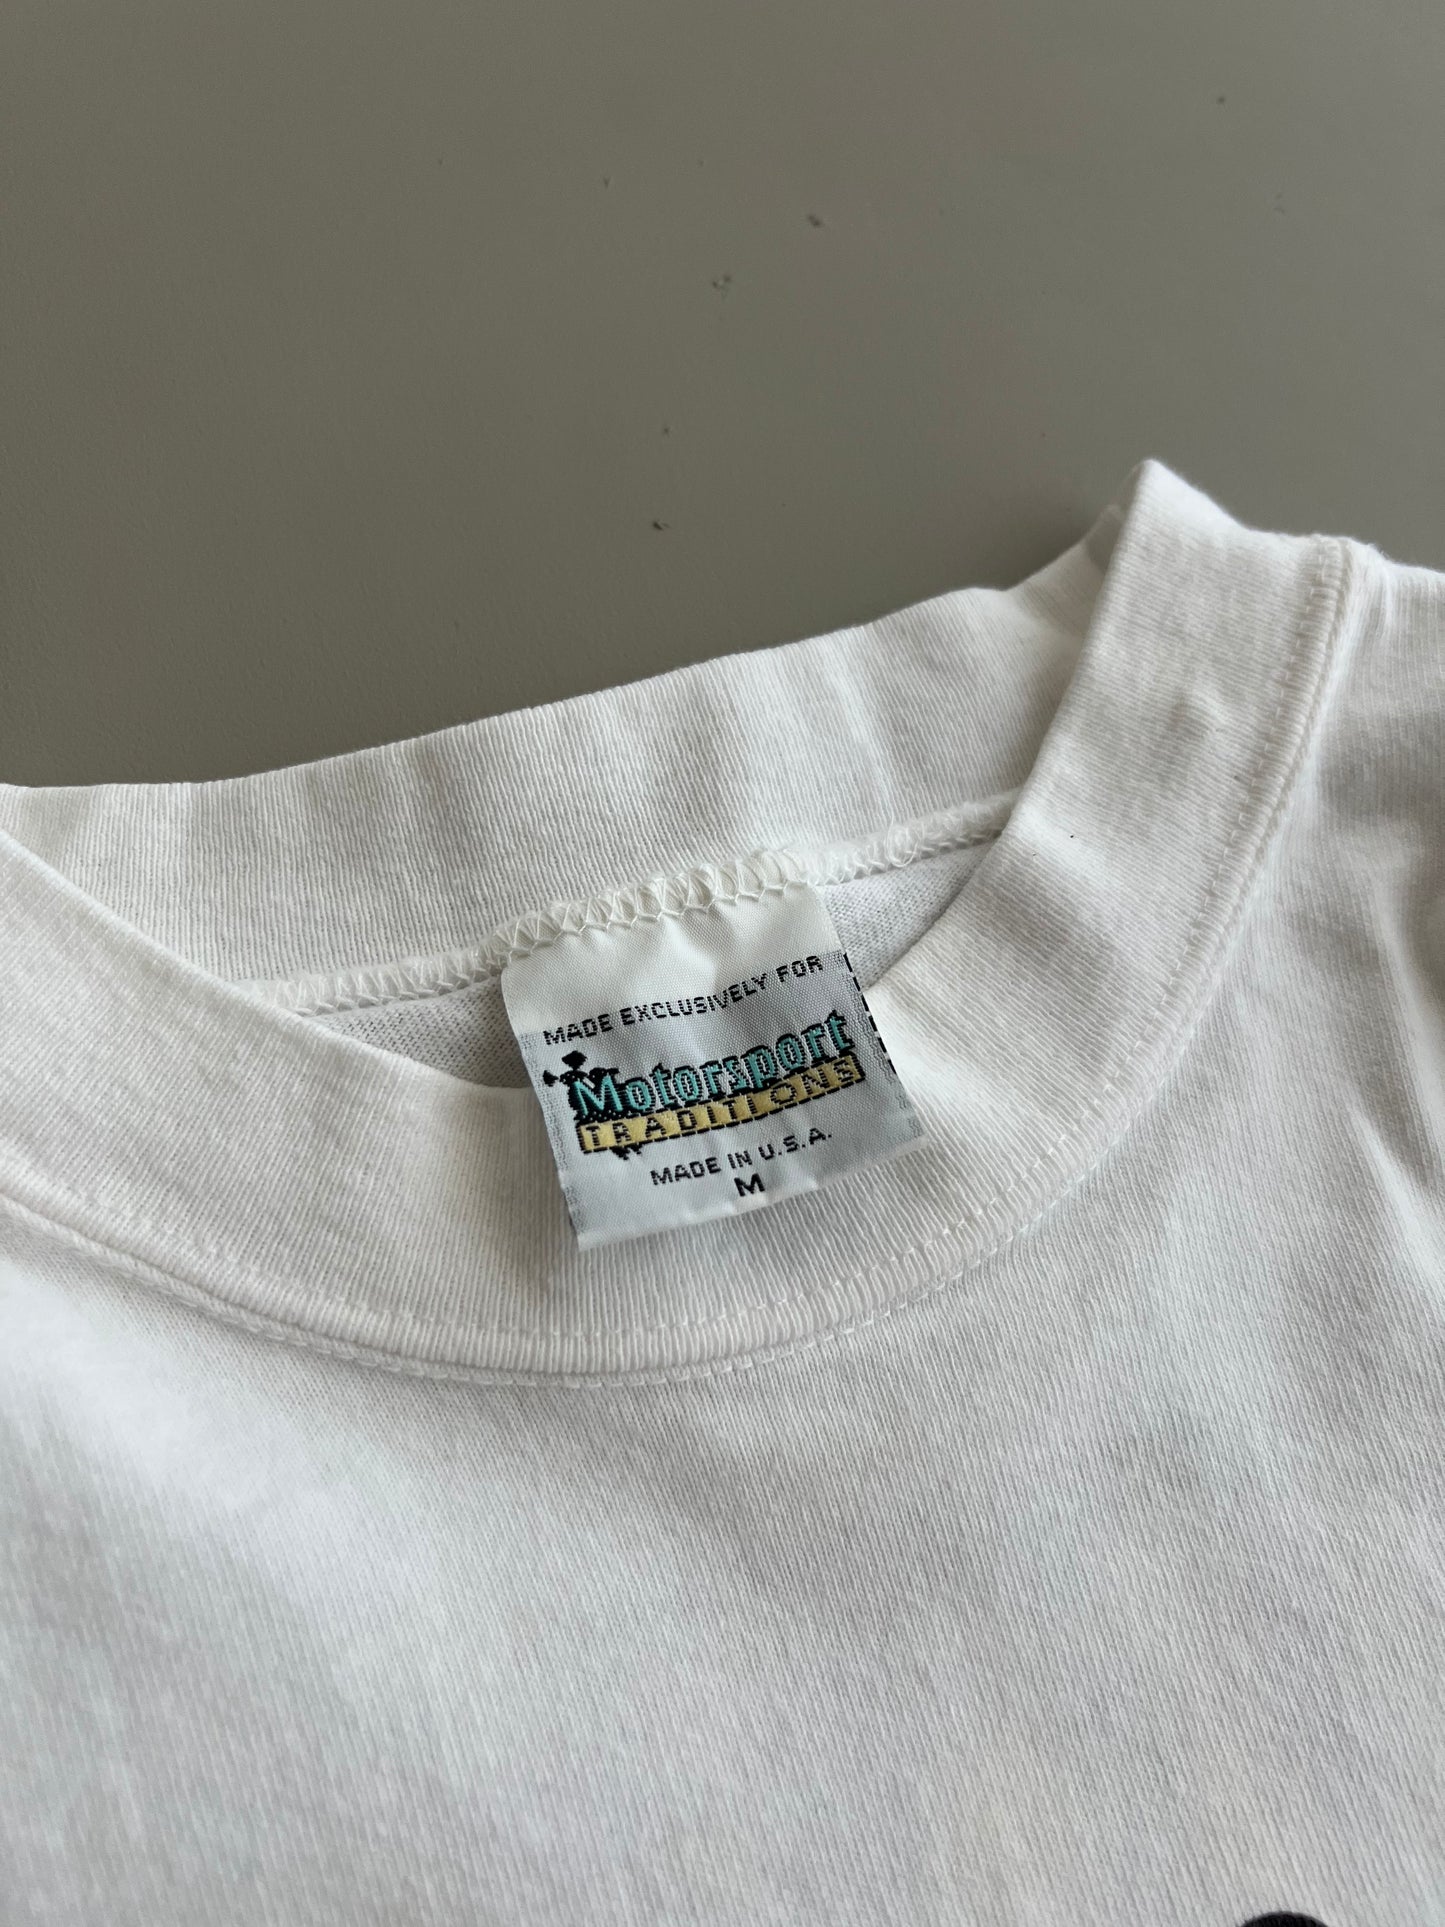 MADE EXCLUSIVELY FOR
Motorsport
TRADITIONS
MADE IN U.S.A.
M